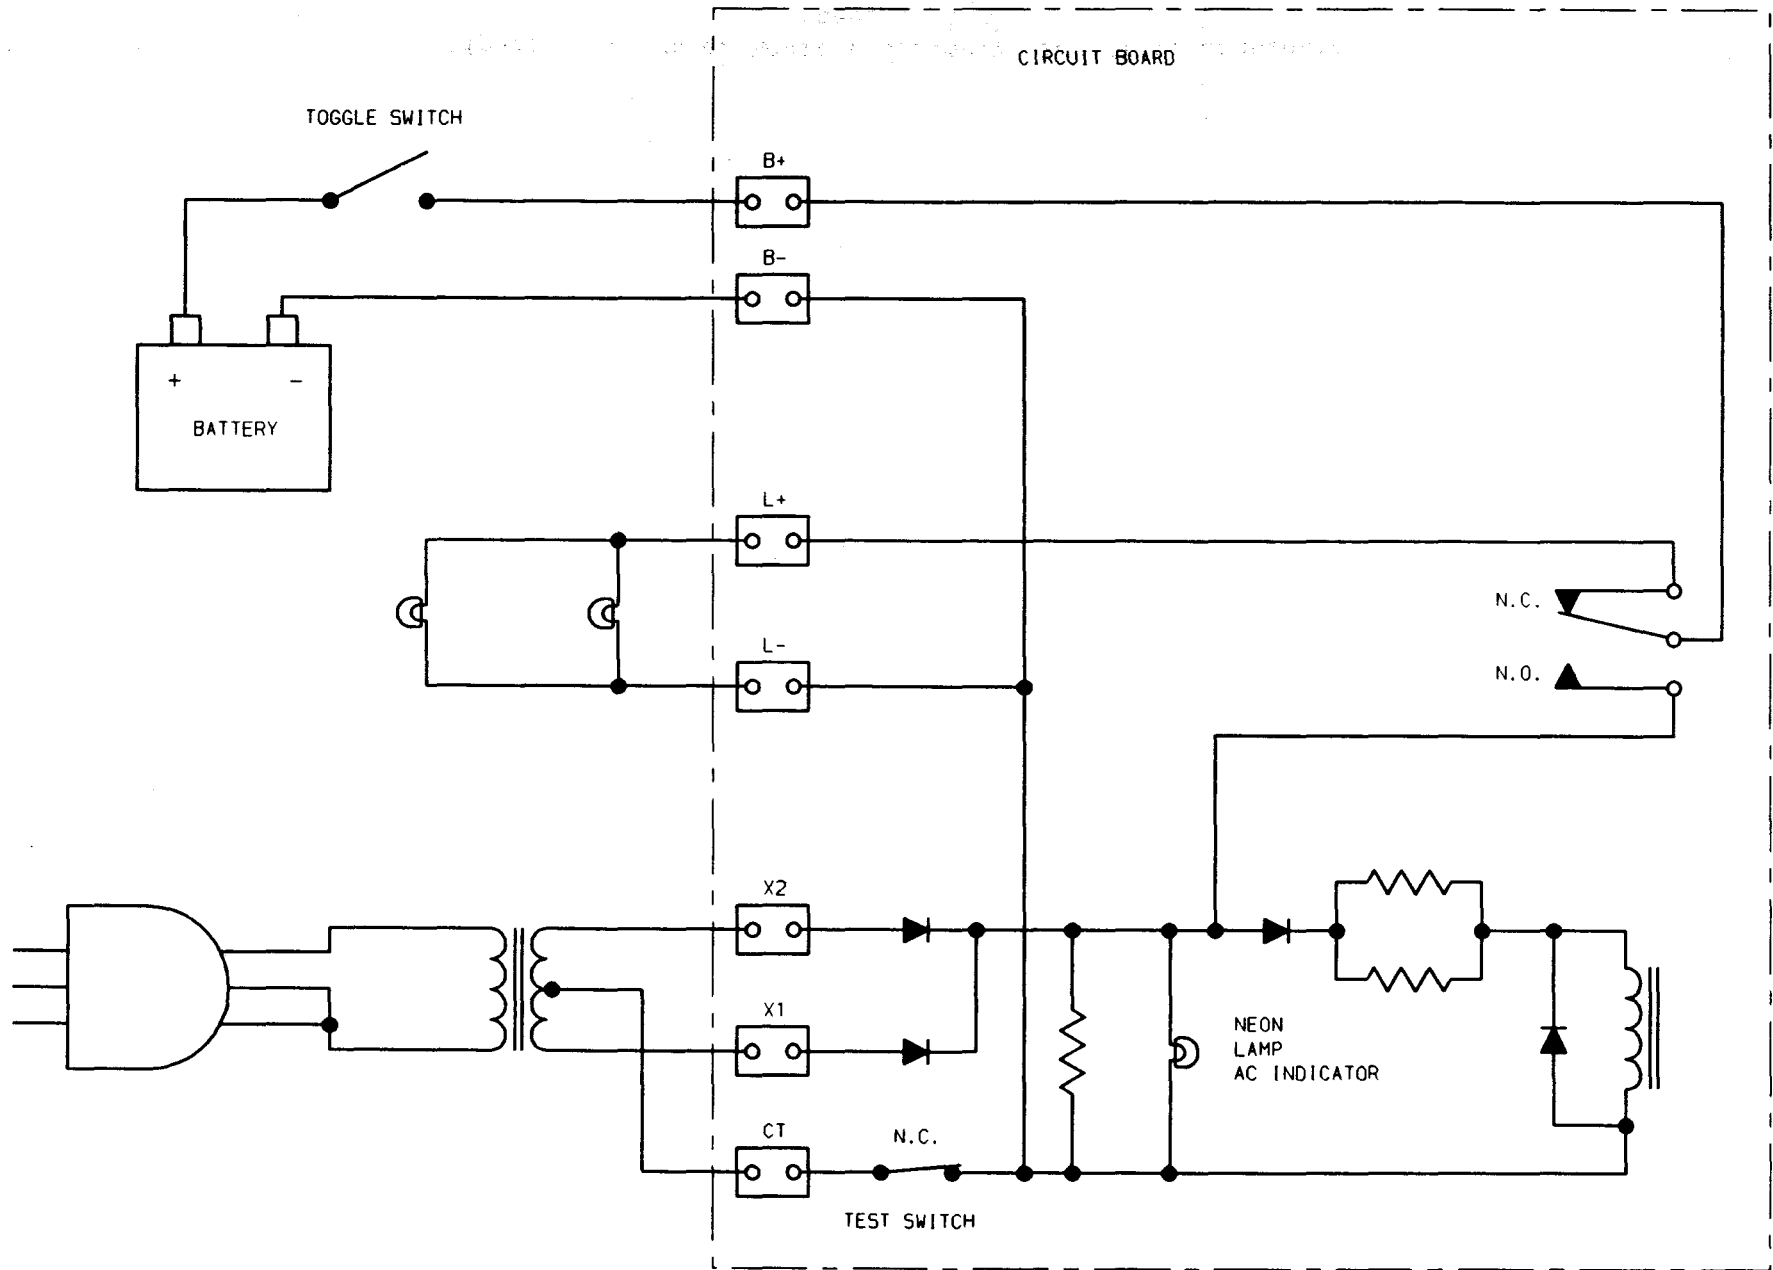 CIRCUIT BOARD
TOGGLE SWITCH
B+
B-
+ -
BATTERY
L+
N.C.
L-
N.O.
X2
X1
NEON
LAMP
AC INDICATOR
CT
N.C.
TEST SWITCH